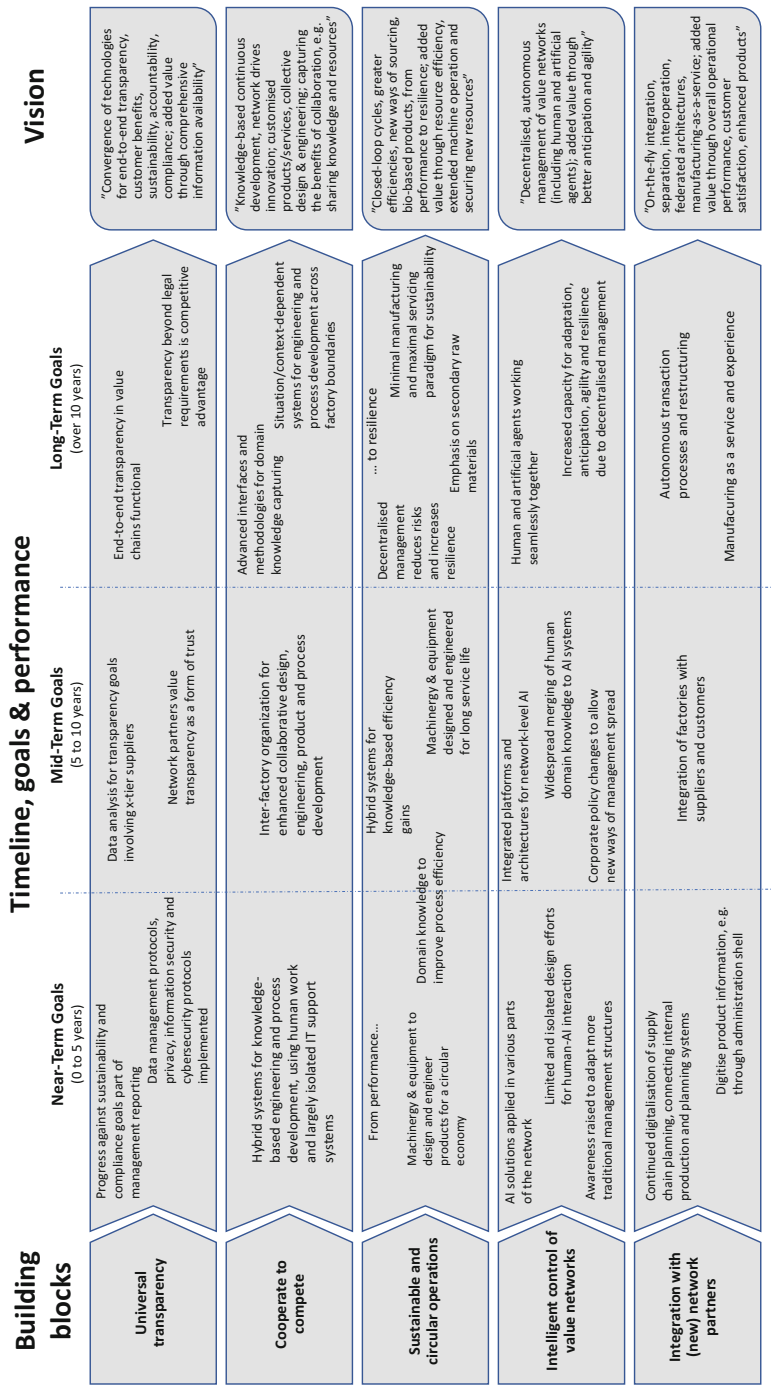 Building
blocks
Timeline, goals & performance
Vision
Near-Term Goals
(0 to 5 years)
Mid-Term Goals
(5 to 10 years)
Long-Term Goals
(over 10 years)
Universal
transparency
Progress against sustainability and
compliance goals part of
management reporting
Data management protocols,
privacy, information security and
cybersecurity protocols
implemented
Data analysis for transparency goals
involving x-tier suppliers
Network partners value
transparency as a form of trust
End-to-end transparency in value
chains functional
Transparency beyond legal
requirements is competitive
advantage
”Convergence of technologies
for end-to-end transparency,
customer benefits,
sustainability, accountability,
compliance; added value
through comprehensive
information availability”
Cooperate to
compete
Hybrid systems for knowledge-
based engineering and process
development, using human work
and largely isolated IT support
systems
Inter-factory organization for
enhanced collaborative design,
engineering, product and process
development
Advanced interfaces and
methodologies for domain
knowledge capturing
Situation/context-dependent
systems for engineering and
process development across
factory boundaries
”Knowledge-based continuous
development, network drives
innovation; customised
products/services, collective
design & engineering; capturing
the benefits of collaboration, e.g.
sharing knowledge and resources”
Sustainable and
circular operations
From performance...
Machinery & equipment to
design and engineer
products for a circular
economy
Domain knowledge to
improve process efficiency
Hybrid systems for
knowledge-based efficiency
gains
Machinery & equipment
designed and engineered
for long service life
... to resilience
Decentralised
management
reduces risks
and increases
resilience
Minimal manufacturing
and maximal servicing
paradigm for sustainability
Emphasis on secondary raw
materials
”Closed-loop cycles, greater
efficiencies, new ways of sourcing,
bio-based products, from
performance to resilience; added
value through resource efficiency,
extended machine operation and
securing new resources”
Intelligent control of
value networks
AI solutions applied in various parts
of the network
Limited and isolated design efforts
for human-AI interaction
Awareness raised to adapt more
traditional management structures
Integrated platforms and
architectures for network-level AI
Widespread merging of human
domain knowledge to AI systems
Corporate policy changes to allow
new ways of management spread
Human and artificial agents working
seamlessly together
Increased capacity for adaptation,
anticipation, agility and resilience
due to decentralised management
”Decentralised, autonomous
management of value networks
(including human and artificial
agents); added value through
better anticipation and agility”
Integration with
(new) network
partners
Continued digitalisation of supply
chain planning, connecting internal
production and planning systems
Digitise product information, e.g.
through administration shell
Integration of factories with
suppliers and customers
Autonomous transaction
processes and restructuring
Manufacuring as a service and experience
”On-the-fly integration,
separation, interoperation,
federated architectures,
manufacturing-as-a-service; added
value through overall operational
performance, customer
satisfaction, enhanced products”